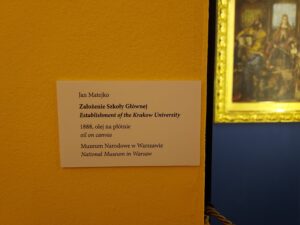 Jan Matejko
Założenie Szkoły Głównej
Establishment of the Krakow University
1888, olej na płótnie
oil on canvas
Muzeum Narodowe w Warszawie
National Museum in Warsaw